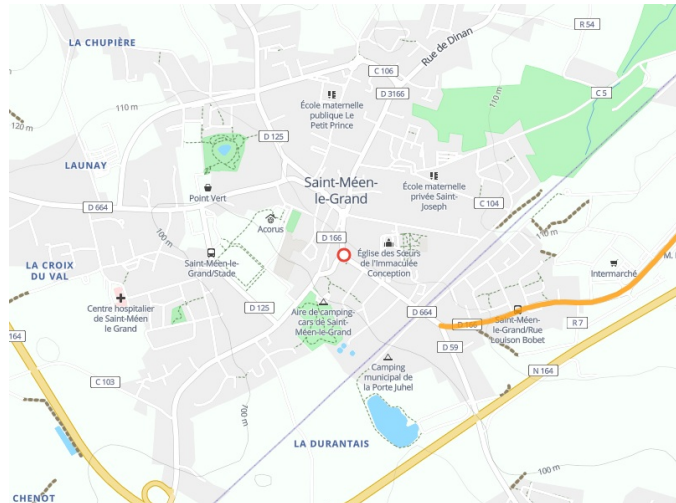 R 54
LA CHUPIÈRE
Rue de Dinan
C 106
D 3166
C 5
École maternelle
publique Le
Petit Prince
110 m
110 m
120 m
D 125
LAUNAY
Saint-Méen-
le-Grand
École maternelle
privée Saint-
Joseph
Point Vert
D 664
C 104
Acorus
100 m
110 m
D 166
Église des Sœurs
de l'Immaculée
Conception
Saint-Méen-le-
Grand/Stade
LA CROIX
DU VAL
Intermarché
Centre hospitalier
de Saint-Méen
le Grand
D 125
Aire de camping-
cars de Saint-
Méen-le-Grand
D 664
Saint-Méen-
le-Grand/Rue
Louison Bobet
R 7
164
D 59
N 164
Camping
municipal de
la Porte Juhel
C 103
LA DURANTAIS
100 m
CHENOT